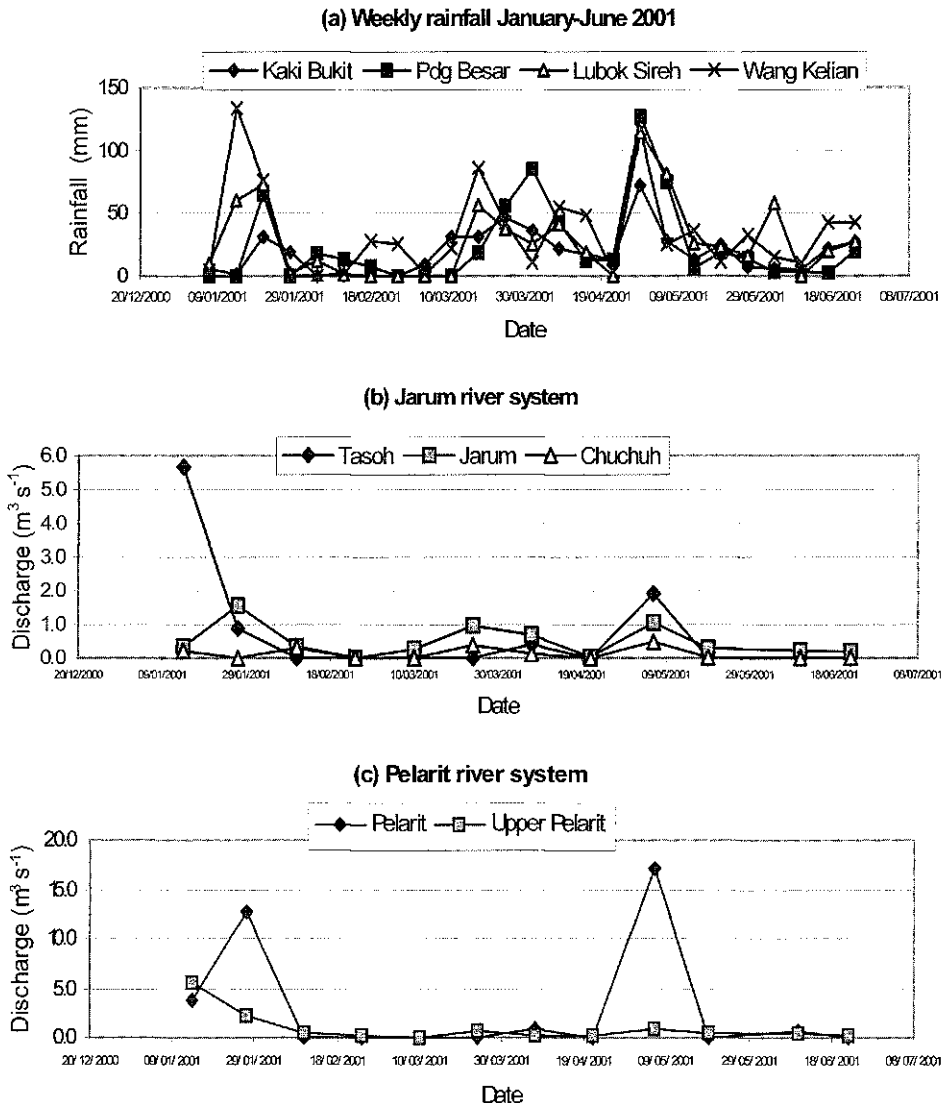 (a) Weekly rainfall January-June 2001
Kaki Bukit Pdg Besar Lubok Sireh Wang Kelian
150
100
50
0
Rainfall (mm)
20/12/2000 09/01/2001 29/01/2001 18/02/2001 10/03/2001 30/03/2001 19/04/2001 09/05/2001 29/05/2001 18/06/2001 08/07/2001
Date
(b) Jarum river system
Tasoh Jarum Chuchuh
6.0
5.0
4.0
3.0
2.0
1.0
0.0
Discharge (m³ s⁻¹)
20/12/2000 09/01/2001 29/01/2001 18/02/2001 10/03/2001 30/03/2001 19/04/2001 09/05/2001 29/05/2001 18/06/2001 08/07/2001
Date
(c) Pelarit river system
Pelarit Upper Pelarit
20.0
15.0
10.0
5.0
0.0
Discharge (m³ s⁻¹)
20/12/2000 09/01/2001 29/01/2001 18/02/2001 10/03/2001 30/03/2001 19/04/2001 09/05/2001 29/05/2001 18/06/2001 08/07/2001
Date